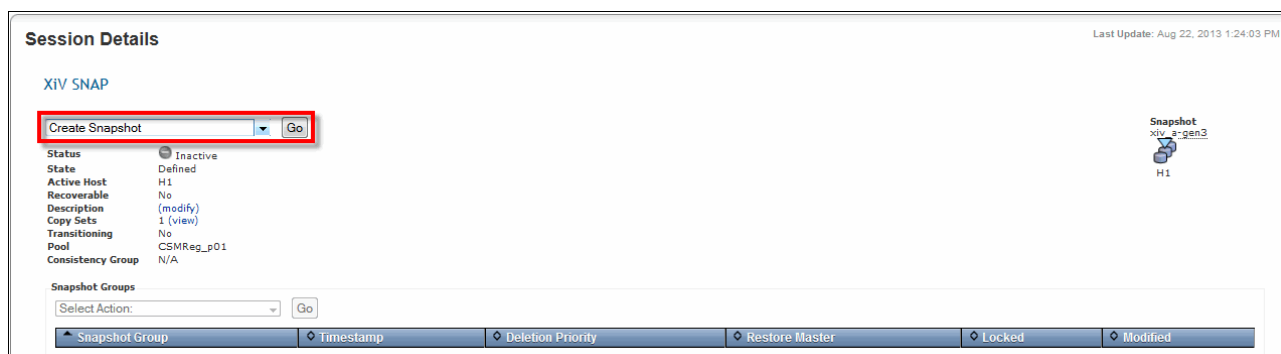 Session Details
Last Update: Aug 22, 2013 1:24:03 PM
XiV SNAP
Create Snapshot Go
Snapshot
xiv_a-gen3
H1
Status Inactive
State Defined
Active Host H1
Recoverable No
Description (modify)
Copy Sets 1 (view)
Transitioning No
Pool CSMReg_p01
Consistency Group N/A
Snapshot Groups
Select Action: Go
Snapshot Group Timestamp Deletion Priority Restore Master Locked Modified